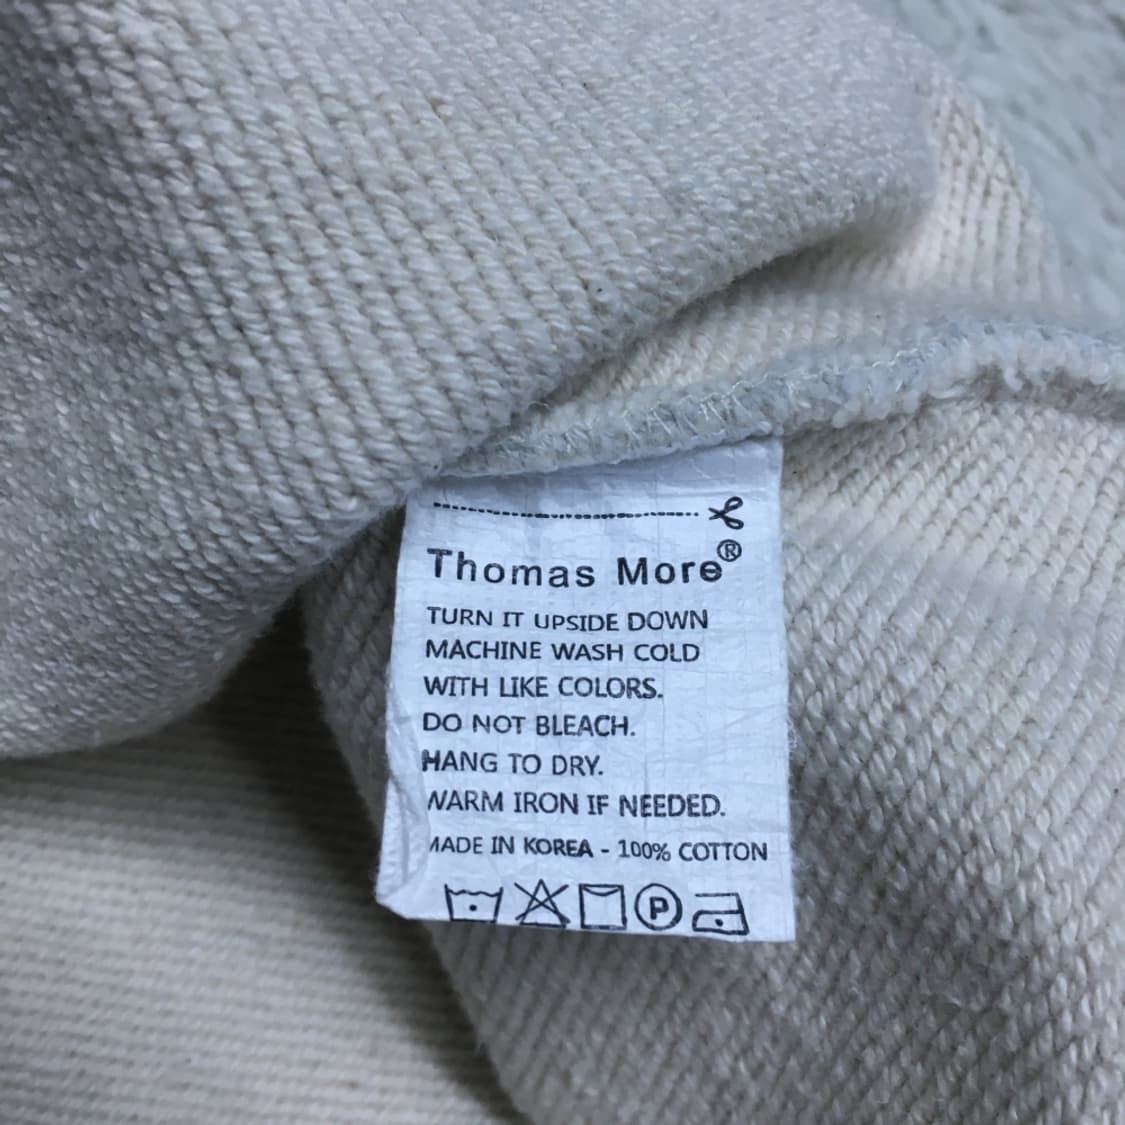 Thomas More®
TURN IT UPSIDE DOWN
MACHINE WASH COLD
WITH LIKE COLORS.
DO NOT BLEACH.
HANG TO DRY.
WARM IRON IF NEEDED.
MADE IN KOREA - 100% COTTON
P